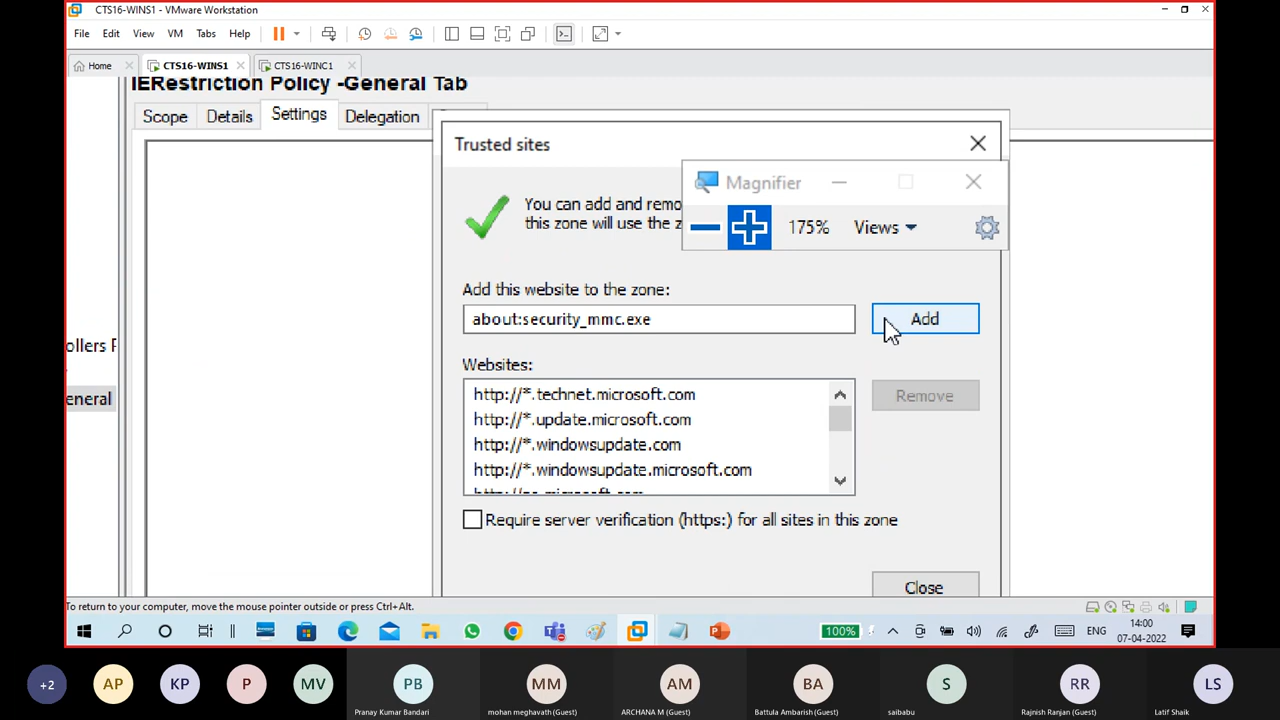 CTS16-WINS1 - VMware Workstation
File Edit View VM Tabs Help
Home CTS16-WINS1 CTS16-WINC1
IERestriction Policy -General Tab
Scope Details Settings Delegation
Trusted sites
Magnifier
You can add and remo
this zone will use the z
175% Views
Add this website to the zone:
about:security_mmc.exe Add
ollers P
Websites:
http://*.technet.microsoft.com Remove
eneral
http://*.update.microsoft.com
http://*.windowsupdate.com
http://*.windowsupdate.microsoft.com
Require server verification (https:) for all sites in this zone
Close
To return to your computer, move the mouse pointer outside or press Ctrl+Alt.
100% ENG 14:00
07-04-2022
+2 AP KP P MV PB MM AM BA S RR LS
Pranay Kumar Bandari mohan meghavath (Guest) ARCHANA M (Guest) Battula Ambarish (Guest) saibabu Rajnish Ranjan (Guest) Latif Shaik